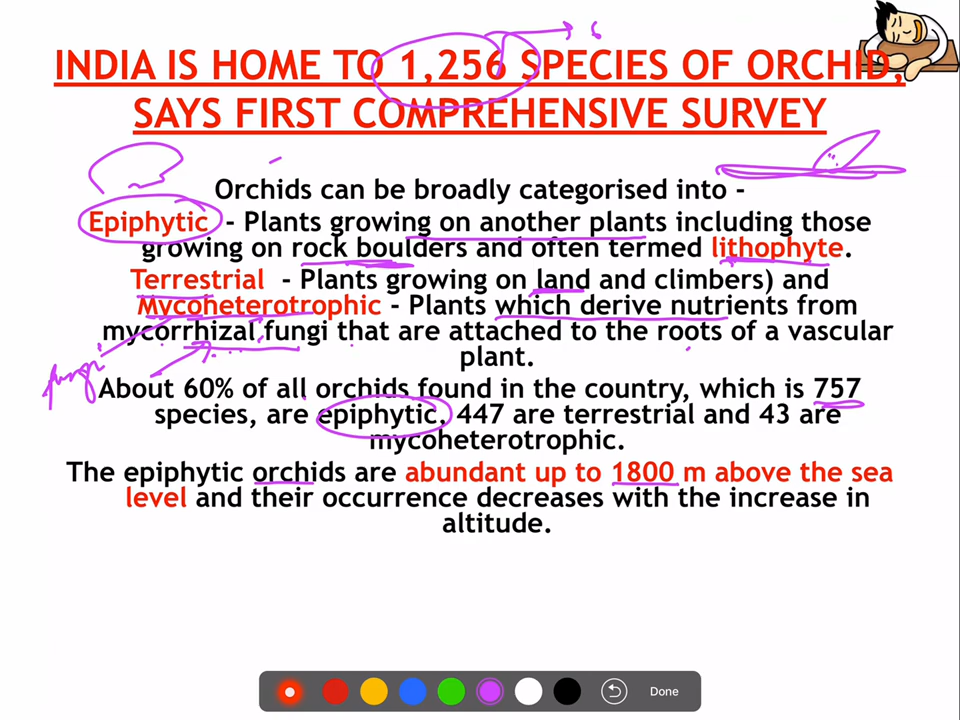 INDIA IS HOME TO 1,256 SPECIES OF ORCHID,
SAYS FIRST COMPREHENSIVE SURVEY
Orchids can be broadly categorised into -
Epiphytic - Plants growing on another plants including those
growing on rock boulders and often termed lithophyte.
Terrestrial - Plants growing on land and climbers) and
Mycoheterotrophic - Plants which derive nutrients from
mycorrhizal fungi that are attached to the roots of a vascular
plant.
fungi
About 60% of all orchids found in the country, which is 757
species, are epiphytic, 447 are terrestrial and 43 are
mycoheterotrophic.
The epiphytic orchids are abundant up to 1800 m above the sea
level and their occurrence decreases with the increase in
altitude.
Done